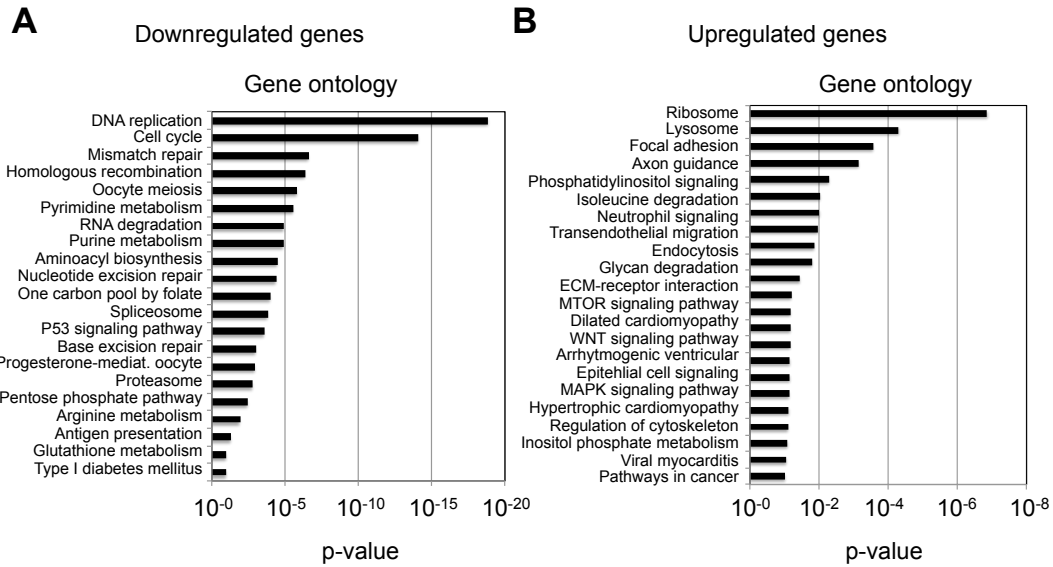 A
Downregulated genes
Gene ontology
DNA replication
Cell cycle
Mismatch repair
Homologous recombination
Oocyte meiosis
Pyrimidine metabolism
RNA degradation
Purine metabolism
Aminoacyl biosynthesis
Nucleotide excision repair
One carbon pool by folate
Spliceosome
P53 signaling pathway
Base excision repair
Progesterone-mediat. oocyte
Proteasome
Pentose phosphate pathway
Arginine metabolism
Antigen presentation
Glutathione metabolism
Type I diabetes mellitus
10-0 10-5 10-10 10-15 10-20
p-value
B
Upregulated genes
Gene ontology
Ribosome
Lysosome
Focal adhesion
Axon guidance
Phosphatidylinositol signaling
Isoleucine degradation
Neutrophil signaling
Transendothelial migration
Endocytosis
Glycan degradation
ECM-receptor interaction
MTOR signaling pathway
Dilated cardiomyopathy
WNT signaling pathway
Arrhytmogenic ventricular
Epitehlial cell signaling
MAPK signaling pathway
Hypertrophic cardiomyopathy
Regulation of cytoskeleton
Inositol phosphate metabolism
Viral myocarditis
Pathways in cancer
10-0 10-2 10-4 10-6 10-8
p-value